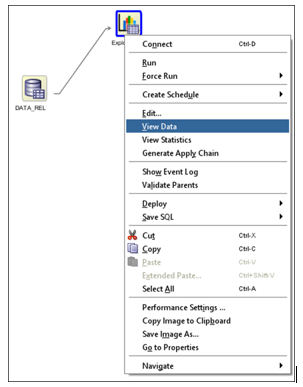 Explo
DATA_REL
Connect Ctrl-D
Run
Force Run
Create Schedule
Edit...
View Data
View Statistics
Generate Apply Chain
Show Event Log
Validate Parents
Deploy
Save SQL
Cut Ctrl-X
Copy Ctrl-C
Paste Ctrl-V
Extended Paste... Ctrl+Shift-V
Select All Ctrl-A
Performance Settings ...
Copy Image to Clipboard
Save Image As...
Go to Properties
Navigate